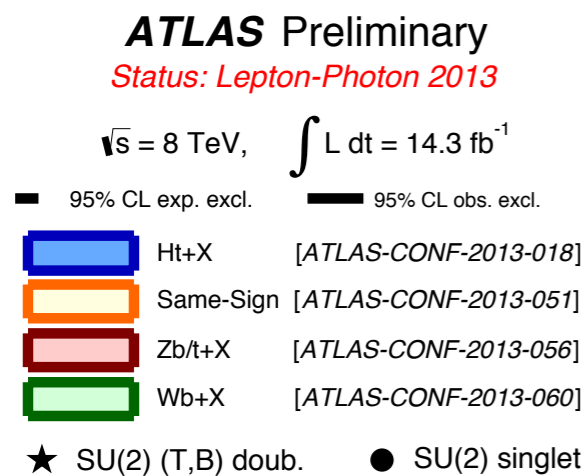 ATLAS Preliminary
Status: Lepton-Photon 2013
√s = 8 TeV, ∫ L dt = 14.3 fb⁻¹
95% CL exp. excl. 95% CL obs. excl.
Ht+X [ATLAS-CONF-2013-018]
Same-Sign [ATLAS-CONF-2013-051]
Zb/t+X [ATLAS-CONF-2013-056]
Wb+X [ATLAS-CONF-2013-060]
★ SU(2) (T,B) doub. ● SU(2) singlet